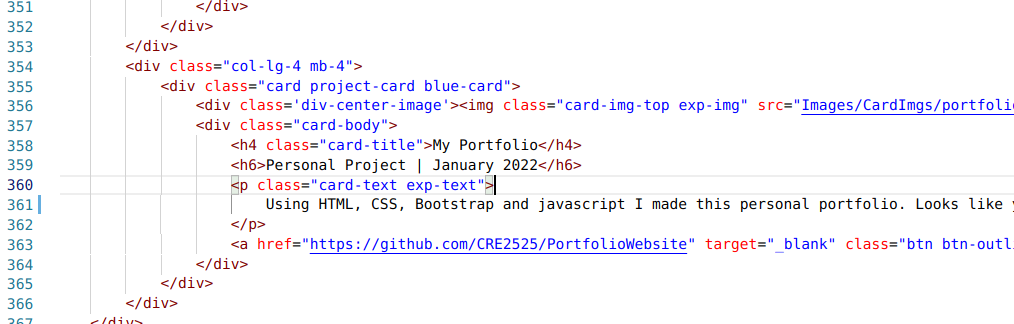 351 </div>
352 </div>
353 </div>
354 <div class="col-lg-4 mb-4">
355 <div class="card project-card blue-card">
356 <div class='div-center-image'><img class="card-img-top exp-img" src="Images/CardImgs/portfoli
357 <div class="card-body">
358 <h4 class="card-title">My Portfolio</h4>
359 <h6>Personal Project | January 2022</h6>
360 <p class="card-text exp-text">
361 Using HTML, CSS, Bootstrap and javascript I made this personal portfolio. Looks like y
362 </p>
363 <a href="https://github.com/CRE2525/PortfolioWebsite" target="_blank" class="btn btn-outl
364 </div>
365 </div>
366 </div>
367 </div>